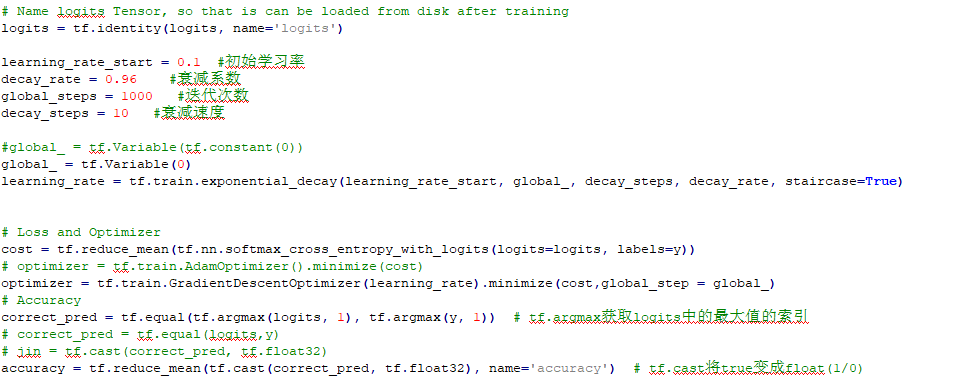 # Name logits Tensor, so that is can be loaded from disk after training
logits = tf.identity(logits, name='logits')
learning_rate_start = 0.1  #初始学习率
decay_rate = 0.96    #衰减系数
global_steps = 1000   #迭代次数
decay_steps = 10   #衰减速度
#global_ = tf.Variable(tf.constant(0))
global_ = tf.Variable(0)
learning_rate = tf.train.exponential_decay(learning_rate_start, global_, decay_steps, decay_rate, staircase=True)
# Loss and Optimizer
cost = tf.reduce_mean(tf.nn.softmax_cross_entropy_with_logits(logits=logits, labels=y))
# optimizer = tf.train.AdamOptimizer().minimize(cost)
optimizer = tf.train.GradientDescentOptimizer(learning_rate).minimize(cost,global_step = global_)
# Accuracy
correct_pred = tf.equal(tf.argmax(logits, 1), tf.argmax(y, 1))  # tf.argmax获取logits中的最大值的索引
# correct_pred = tf.equal(logits,y)
# jin = tf.cast(correct_pred, tf.float32)
accuracy = tf.reduce_mean(tf.cast(correct_pred, tf.float32), name='accuracy')  # tf.cast将true变成float(1/0)